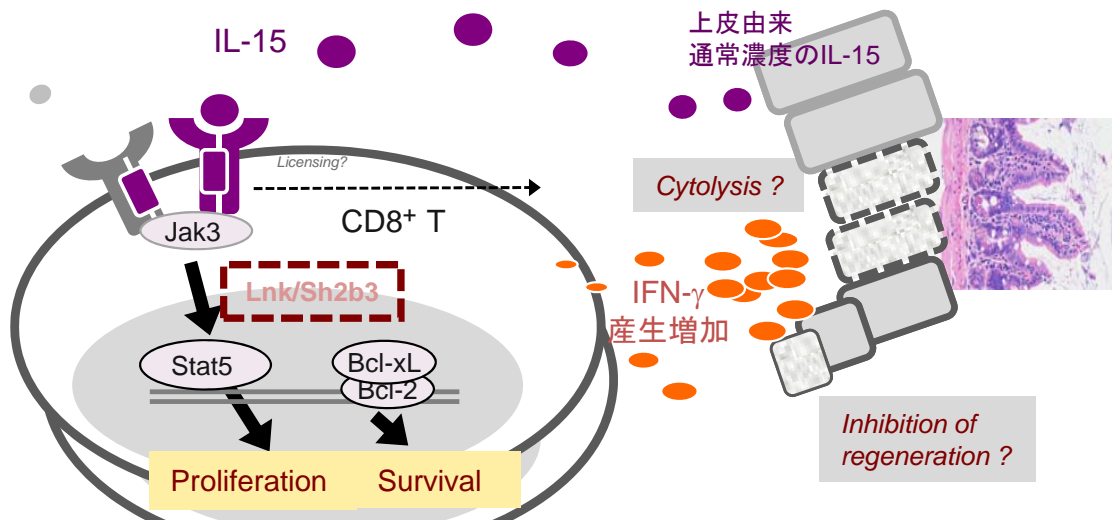 IL-15
上皮由来
通常濃度のIL-15
Licensing?
Cytolysis ?
CD8+ T
Jak3
Lnk/Sh2b3
IFN-γ
産生増加
Stat5
Bcl-xL
Bcl-2
Inhibition of
regeneration ?
Proliferation
Survival